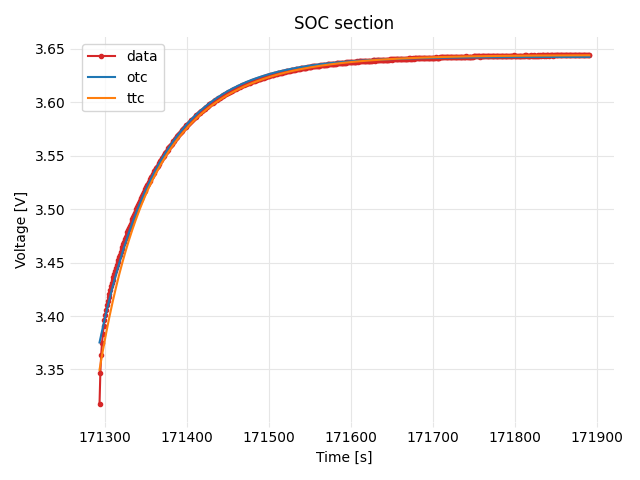 SOC section
data
otc
ttc
Voltage [V]
3.65
3.60
3.55
3.50
3.45
3.40
3.35
171300 171400 171500 171600 171700 171800 171900
Time [s]